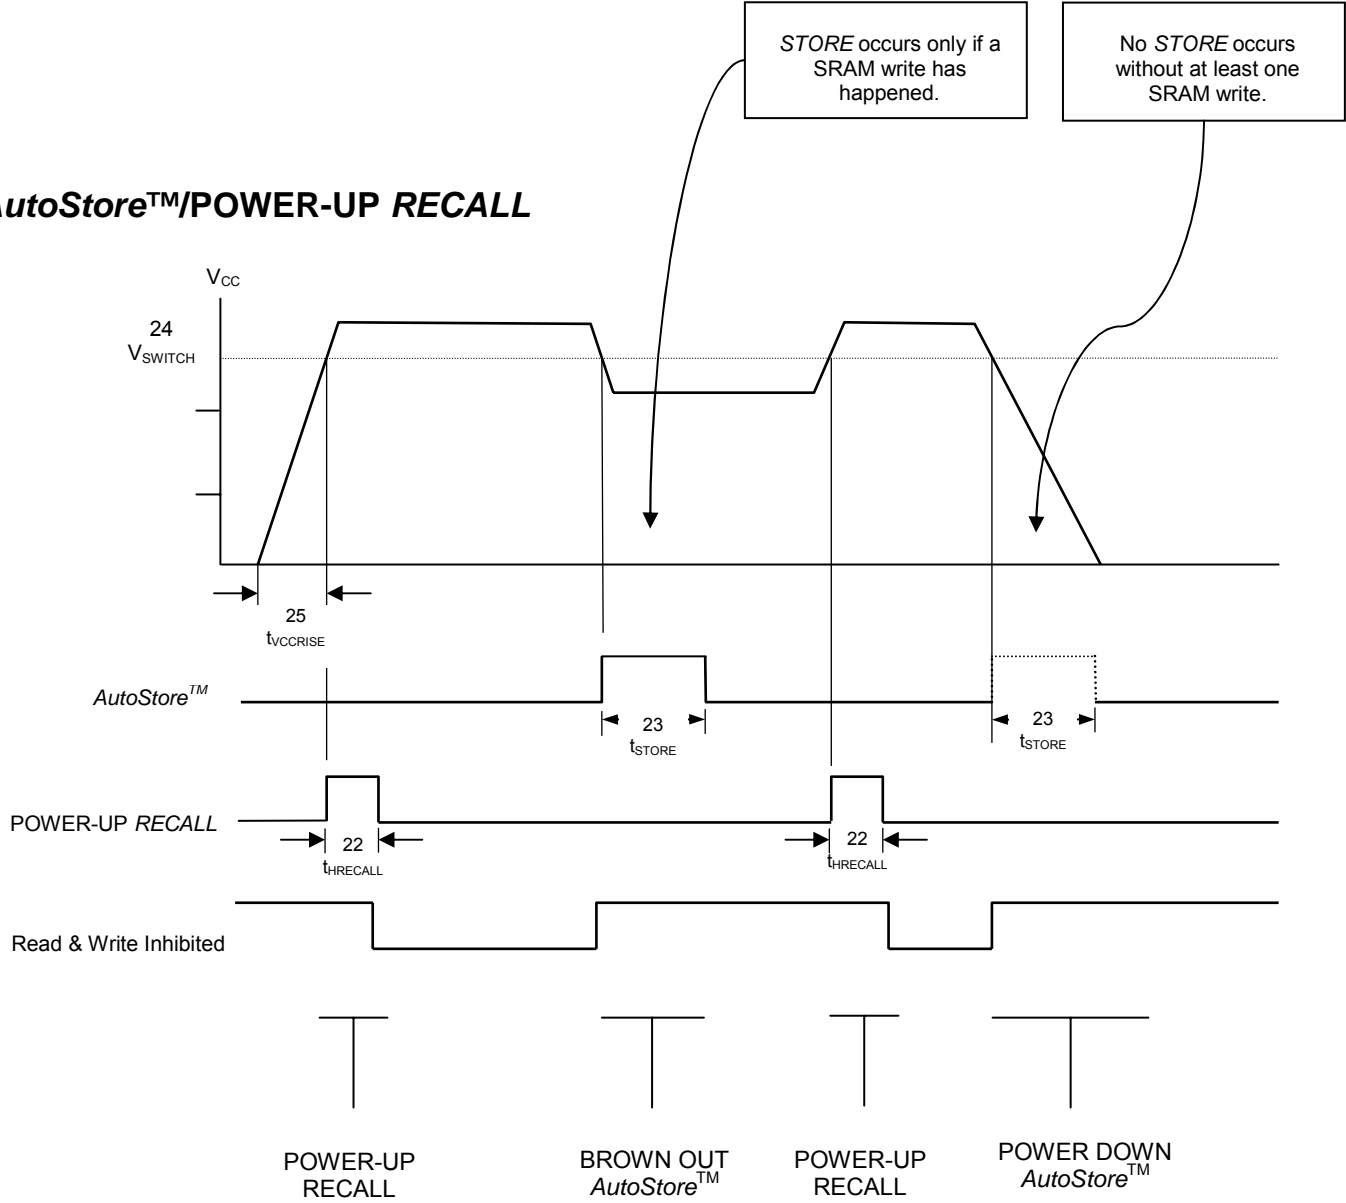 STORE occurs only if a
SRAM write has
happened.
No STORE occurs
without at least one
SRAM write.
utoStore™/POWER-UP RECALL
VCC
24
VSWITCH
25
tVCCRISE
AutoStore™
23
tSTORE
23
tSTORE
POWER-UP RECALL
22
tHRECALL
22
tHRECALL
Read & Write Inhibited
POWER-UP
RECALL
BROWN OUT
AutoStore™
POWER-UP
RECALL
POWER DOWN
AutoStore™